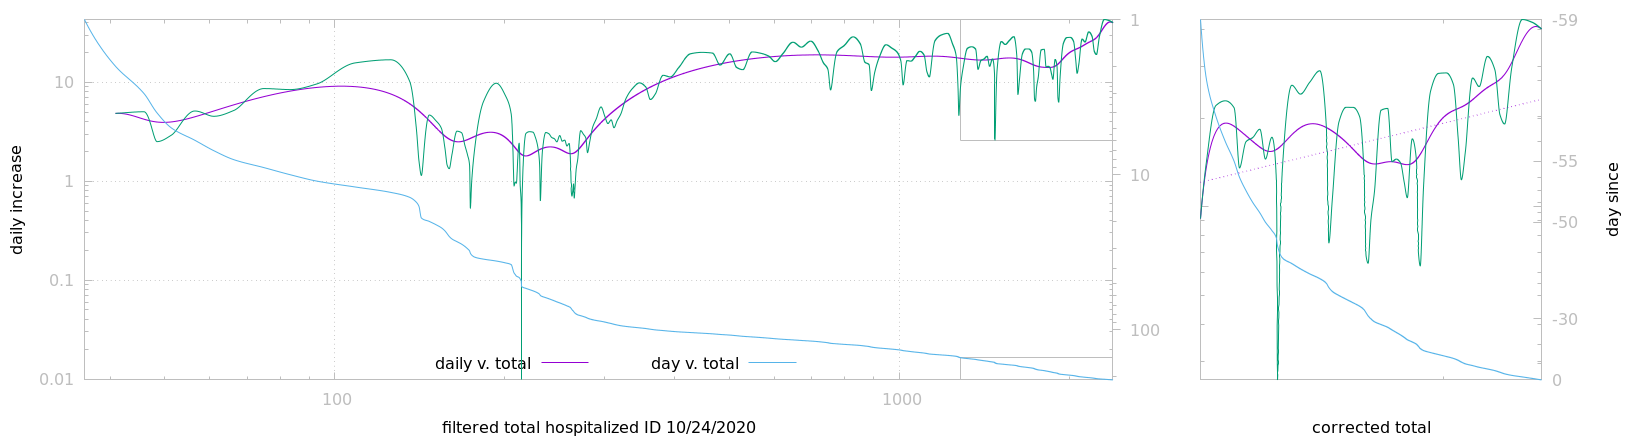 daily increase
10
1
0.1
0.01
100
1000
1
10
100
daily v. total
day v. total
filtered total hospitalized ID 10/24/2020
-59
-55
-50
-30
0
day since
corrected total